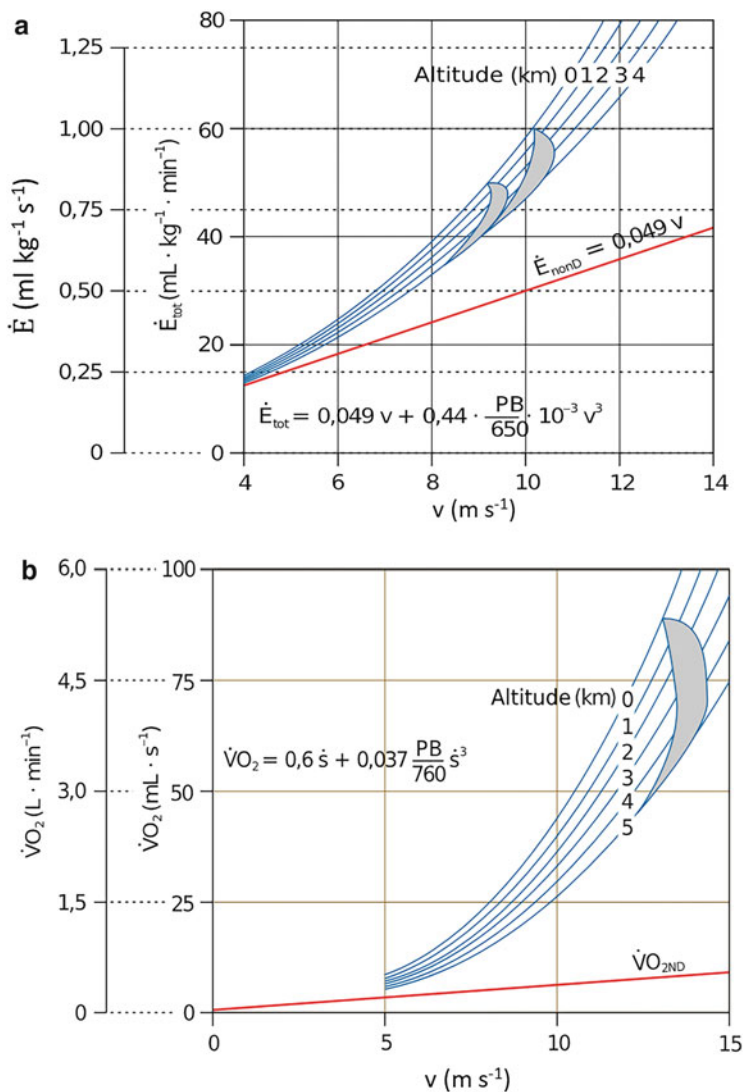 a
80
60
40
20
0
1,25
1,00
0,75
0,50
0,25
0
Ė (ml kg⁻¹ s⁻¹)
Ėtot (mL · kg⁻¹ · min⁻¹)
Altitude (km) 0 1 2 3 4
ĖnonD = 0,049 v
Ėtot = 0,049 v + 0,44 · PB/650 · 10⁻³ v³
4 6 8 10 12 14
v (m s⁻¹)
b
6,0
4,5
3,0
1,5
0
100
75
50
25
0
V̇O₂ (L · min⁻¹)
V̇O₂ (mL · s⁻¹)
Altitude (km) 0
1
2
3
4
5
V̇O₂ = 0,6 ṡ + 0,037 PB/760 ṡ³
V̇O₂ND
0 5 10 15
v (m s⁻¹)